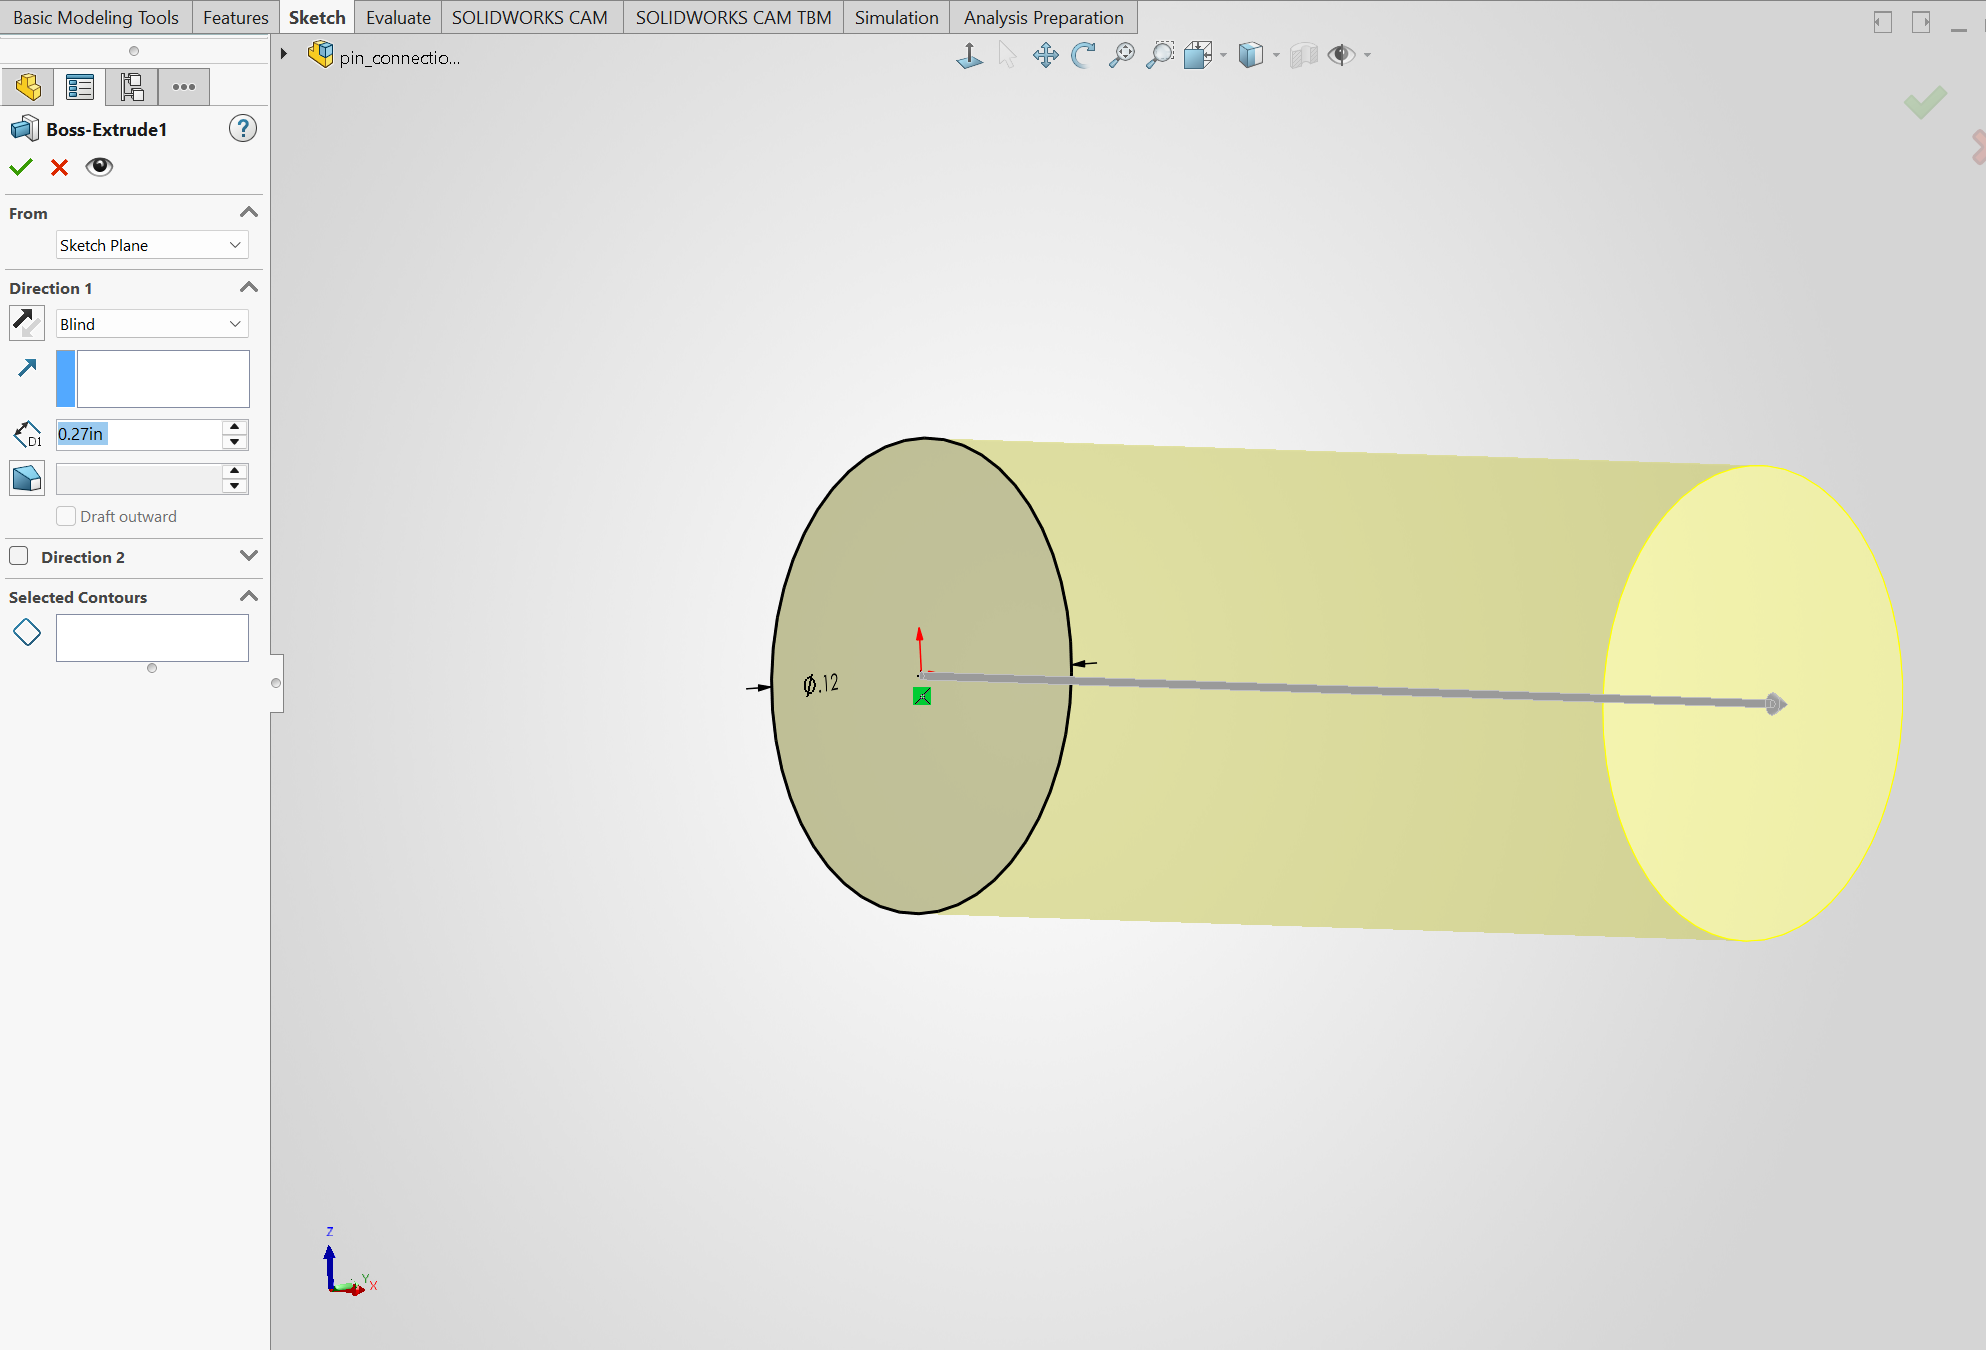 Basic Modeling Tools Features Sketch Evaluate SOLIDWORKS CAM SOLIDWORKS CAM TBM Simulation Analysis Preparation
pin_connectio...
Boss-Extrude1
?
From
Sketch Plane
Direction 1
Blind
D1
0.27in
Draft outward
Direction 2
Selected Contours
Ø.12
Z
Y
X